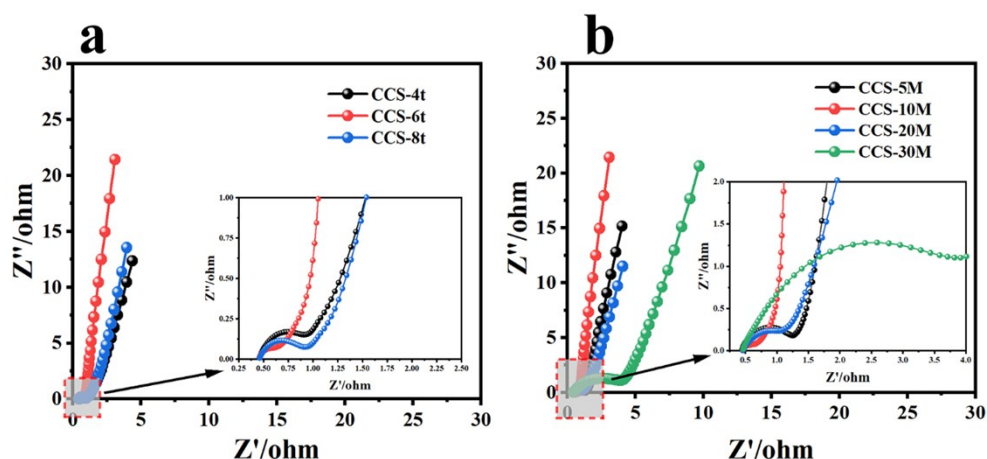 a
30
25
20
15
10
5
0
Z''/ohm
CCS-4t
CCS-6t
CCS-8t
1.00
0.75
0.50
0.25
0.00
Z''/ohm
0.25 0.50 0.75 1.00 1.25 1.50 1.75 2.00 2.25 2.50
Z'/ohm
0 5 10 15 20 25 30
Z'/ohm
b
30
25
20
15
10
5
0
Z''/ohm
CCS-5M
CCS-10M
CCS-20M
CCS-30M
2.0
1.5
1.0
0.5
0.0
Z''/ohm
0.5 1.0 1.5 2.0 2.5 3.0 3.5 4.0
Z'/ohm
0 5 10 15 20 25 30
Z'/ohm